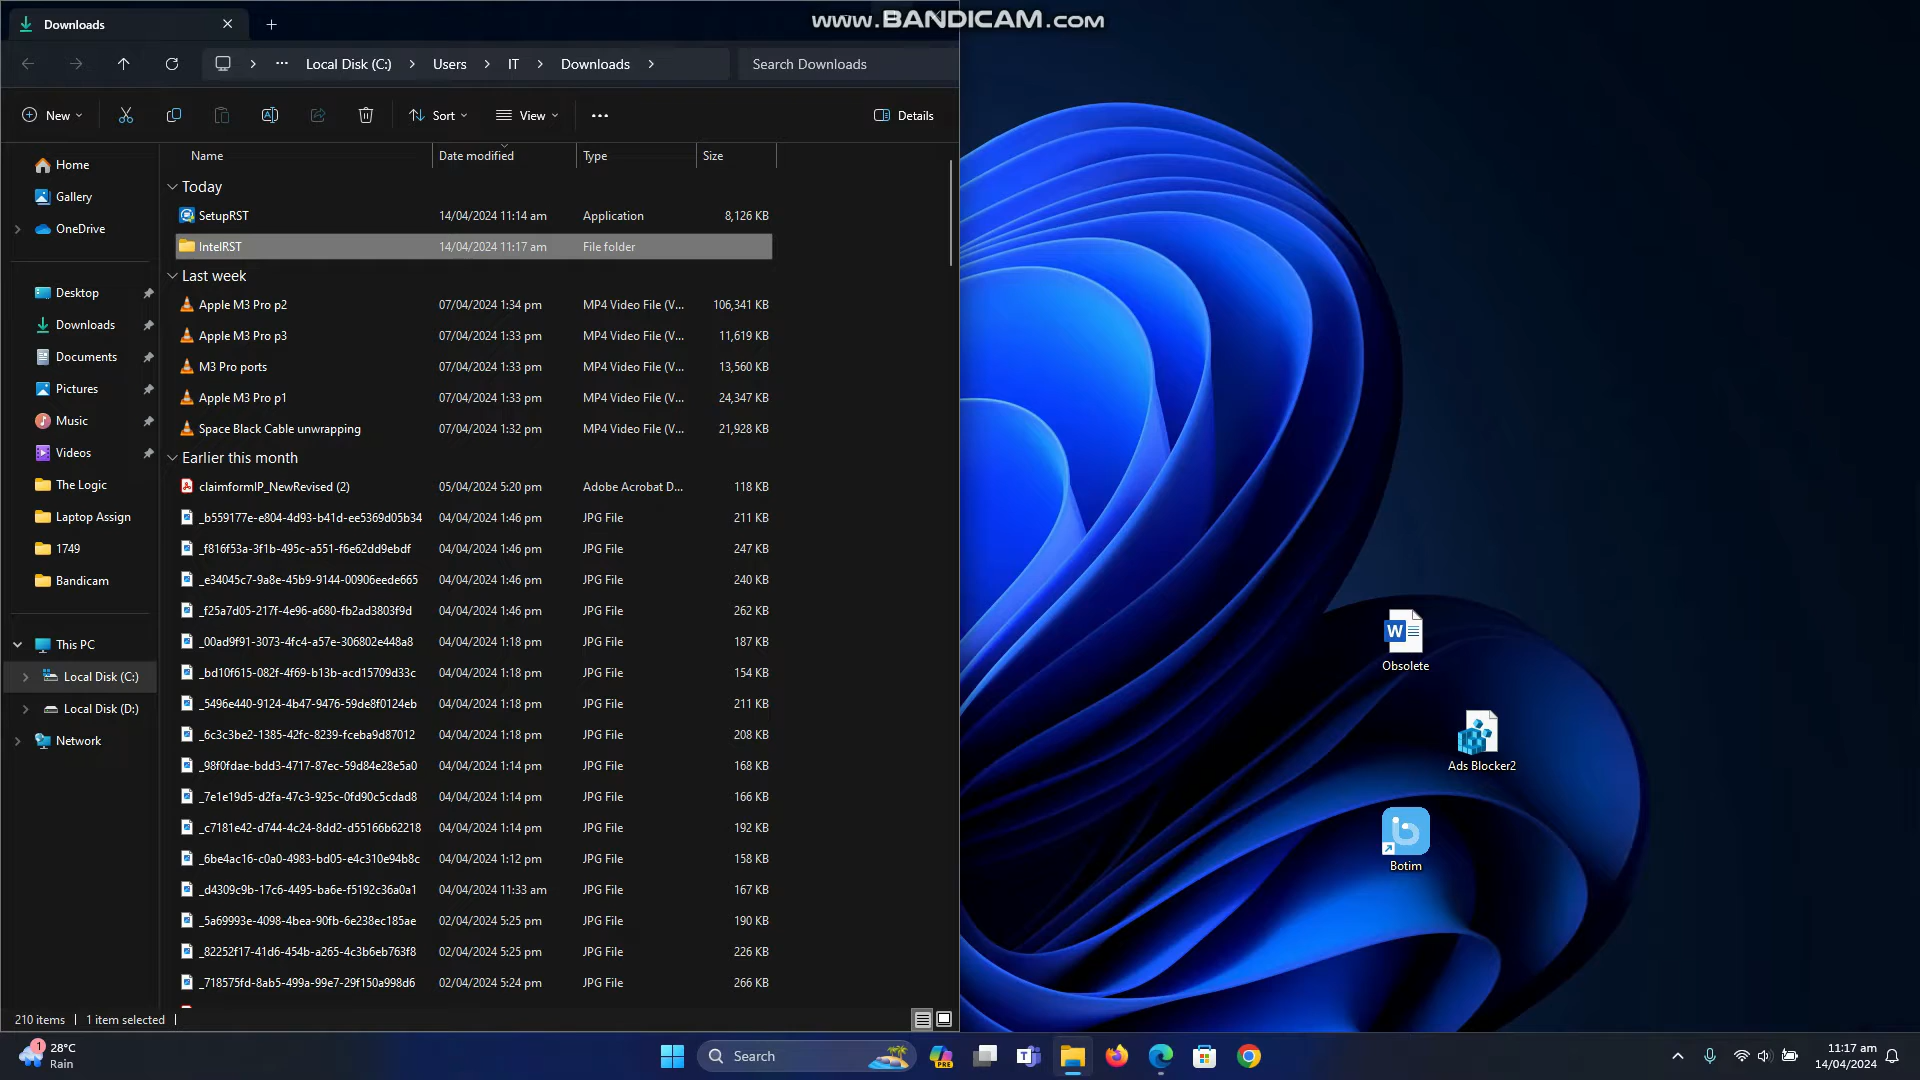 Downloads
www.BANDICAM.com
Local Disk (C:) Users IT Downloads
Search Downloads
New
Sort
View
Details
Name Date modified Type Size
Home
Gallery
OneDrive
Desktop
Downloads
Documents
Pictures
Music
Videos
The Logic
Laptop Assign
1749
Bandicam
This PC
Local Disk (C:)
Local Disk (D:)
Network
Today
SetupRST 14/04/2024 11:14 am Application 8,126 KB
IntelRST 14/04/2024 11:17 am File folder
Last week
Apple M3 Pro p2 07/04/2024 1:34 pm MP4 Video File (V... 106,341 KB
Apple M3 Pro p3 07/04/2024 1:33 pm MP4 Video File (V... 11,619 KB
M3 Pro ports 07/04/2024 1:33 pm MP4 Video File (V... 13,560 KB
Apple M3 Pro p1 07/04/2024 1:33 pm MP4 Video File (V... 24,347 KB
Space Black Cable unwrapping 07/04/2024 1:32 pm MP4 Video File (V... 21,928 KB
Earlier this month
claimformIP_NewRevised (2) 05/04/2024 5:20 pm Adobe Acrobat D... 118 KB
_b559177e-e804-4d93-b41d-ee5369d05b34 04/04/2024 1:46 pm JPG File 211 KB
_f816f53a-3f1b-495c-a551-f6e62dd9ebdf 04/04/2024 1:46 pm JPG File 247 KB
_e34045c7-9a8e-45b9-9144-00906eede665 04/04/2024 1:46 pm JPG File 240 KB
_f25a7d05-217f-4e96-a680-fb2ad3803f9d 04/04/2024 1:46 pm JPG File 262 KB
_00ad9f91-3073-4fc4-a57e-306802e448a8 04/04/2024 1:18 pm JPG File 187 KB
_bd10f615-082f-4f69-b13b-acd15709d33c 04/04/2024 1:18 pm JPG File 154 KB
_5496e440-9124-4b47-9476-59de8f0124eb 04/04/2024 1:18 pm JPG File 211 KB
_6c3c3be2-1385-42fc-8239-fceba9d87012 04/04/2024 1:18 pm JPG File 208 KB
_98f0fdae-bdd3-4717-87ec-59d84e28e5a0 04/04/2024 1:14 pm JPG File 168 KB
_7e1e19d5-d2fa-47c3-925c-0fd90c5cdad8 04/04/2024 1:14 pm JPG File 166 KB
_c7181e42-d744-4c24-8dd2-d55166b62218 04/04/2024 1:14 pm JPG File 192 KB
_6be4ac16-c0a0-4983-bd05-e4c310e94b8c 04/04/2024 1:12 pm JPG File 158 KB
_d4309c9b-17c6-4495-ba6e-f5192c36a0a1 04/04/2024 11:33 am JPG File 167 KB
_5a69993e-4098-4bea-90fb-6e238ec185ae 02/04/2024 5:25 pm JPG File 190 KB
_82252f17-41d6-454b-a265-4c3b6eb763f8 02/04/2024 5:25 pm JPG File 226 KB
_718575fd-8ab5-499a-99e7-29f150a998d6 02/04/2024 5:24 pm JPG File 266 KB
210 items 1 item selected
Obsolete
Ads Blocker2
Botim
1
28°C
Rain
Search
PRE
11:17 am
14/04/2024